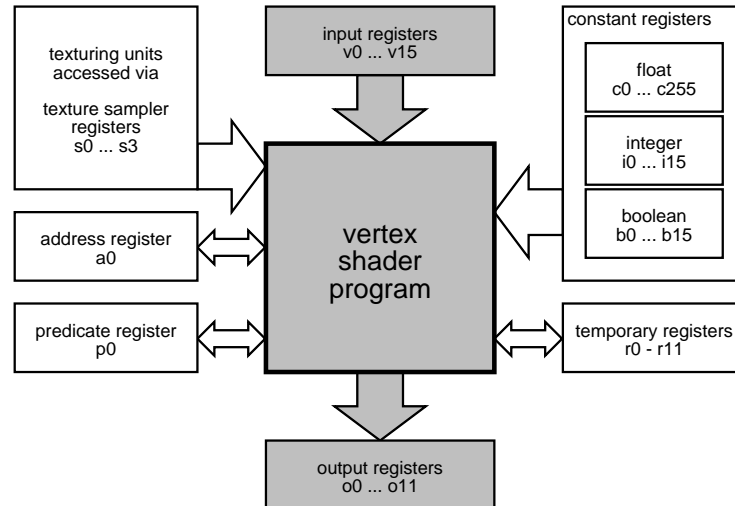 texturing units
accessed via
texture sampler
registers
s0 ... s3
input registers
v0 ... v15
constant registers
float
c0 ... c255
integer
i0 ... i15
boolean
b0 ... b15
address register
a0
vertex
shader
program
predicate register
p0
temporary registers
r0 - r11
output registers
o0 ... o11